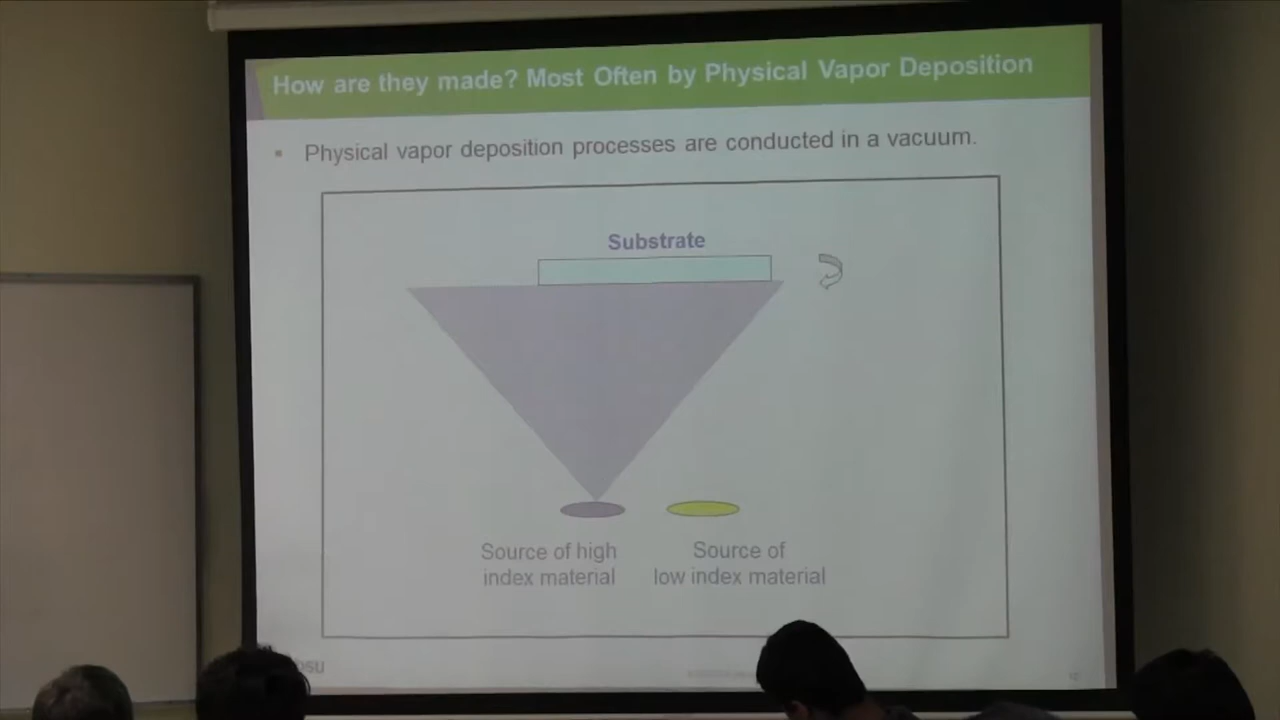 How are they made? Most Often by Physical Vapor Deposition
▪ Physical vapor deposition processes are conducted in a vacuum.
Substrate
Source of high
index material
Source of
low index material